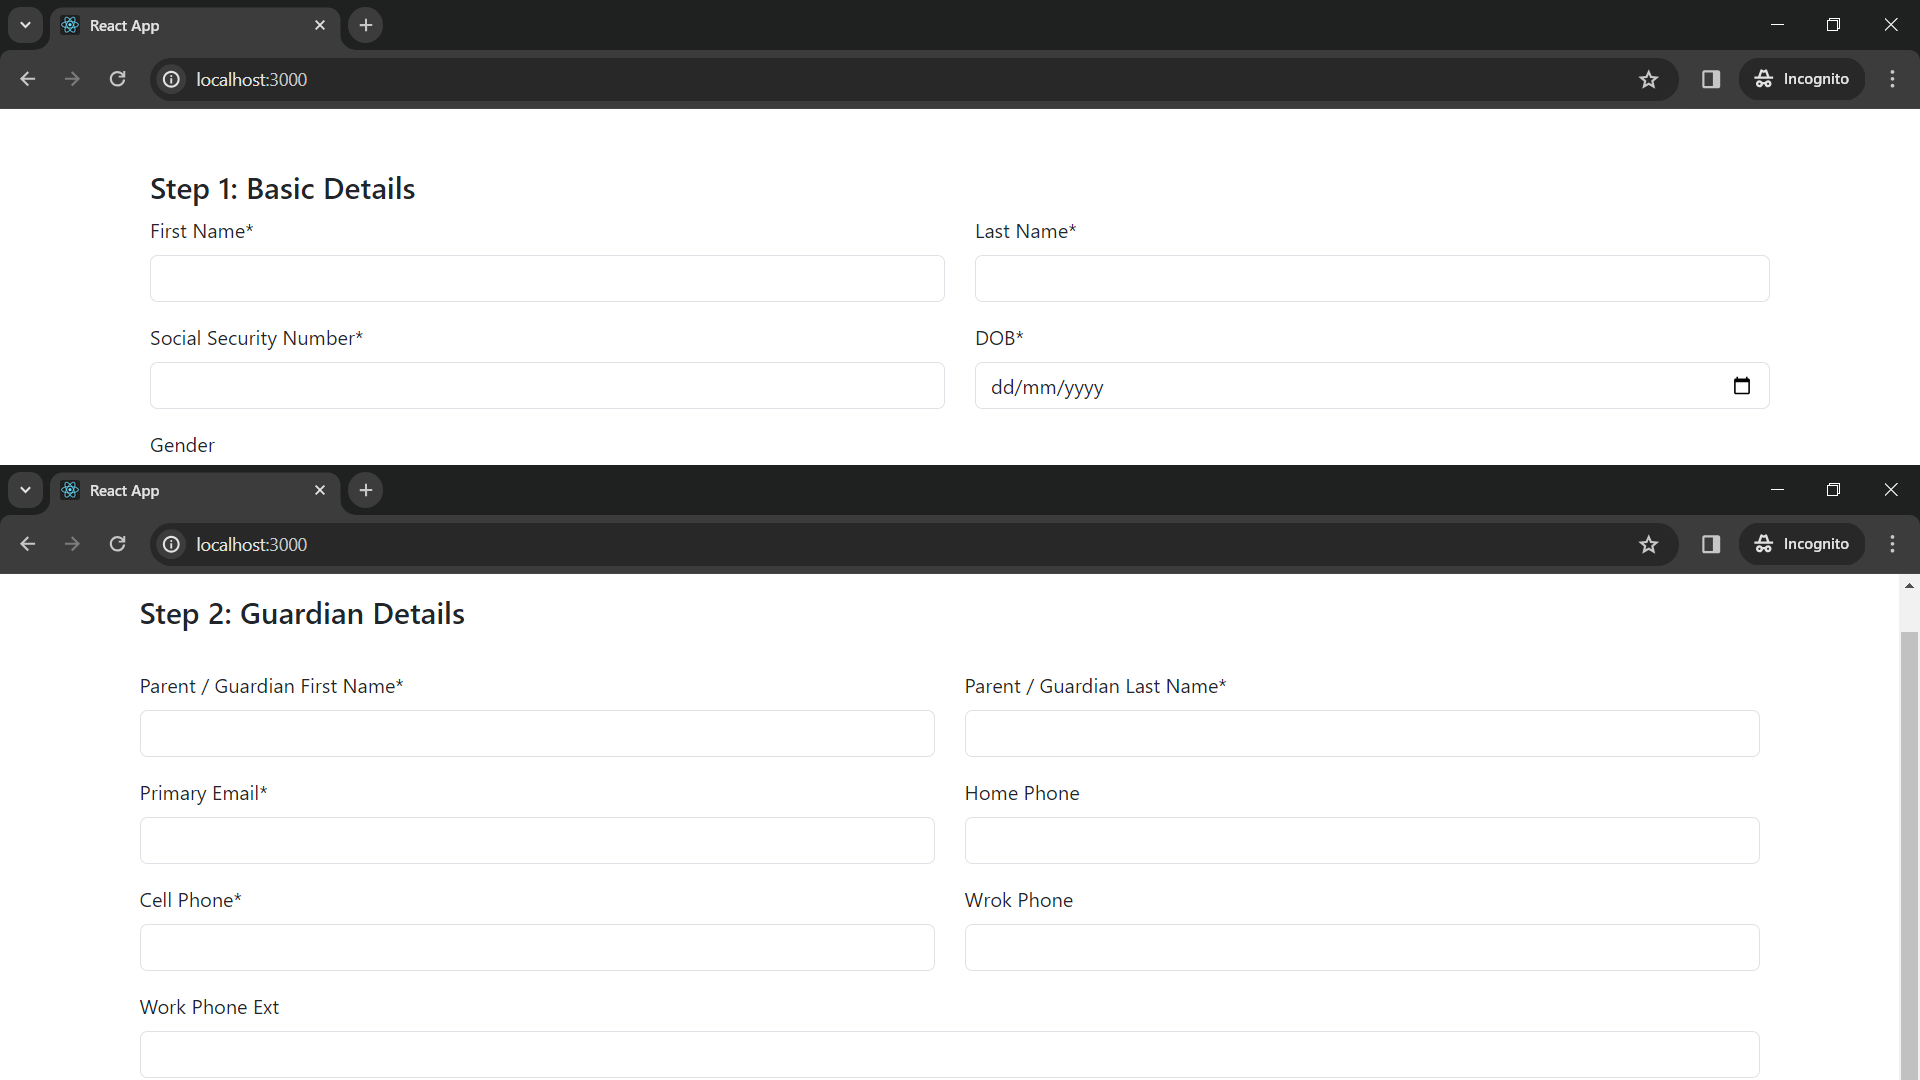 React App
localhost:3000
Incognito
Step 1: Basic Details
First Name* Last Name*
Social Security Number* DOB*
dd/mm/yyyy
Gender
React App
localhost:3000
Incognito
Step 2: Guardian Details
Parent / Guardian First Name* Parent / Guardian Last Name*
Primary Email* Home Phone
Cell Phone* Wrok Phone
Work Phone Ext